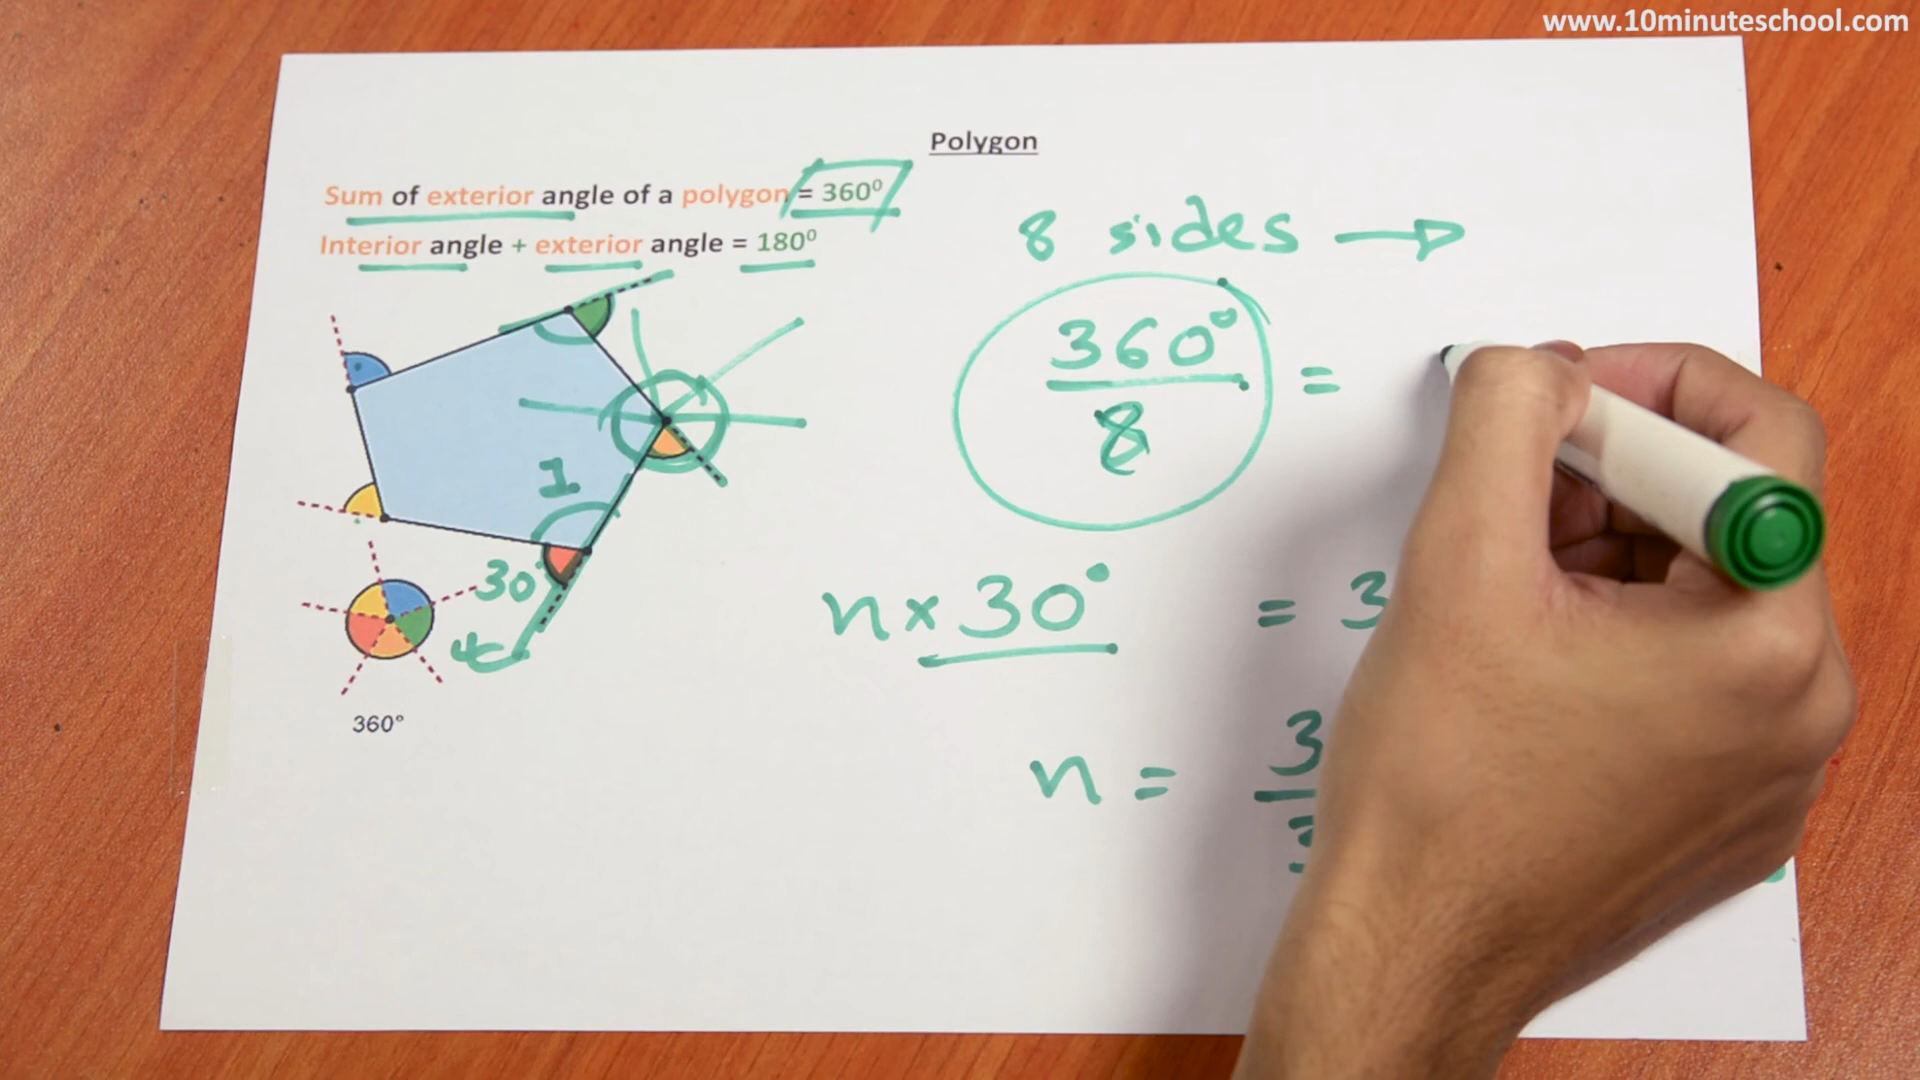 www.10minuteschool.com
Polygon
Sum of exterior angle of a polygon = 360⁰
Interior angle + exterior angle = 180⁰
8 sides →
360°
8
=
1
30
n × 30° = 3
n = 3
360°